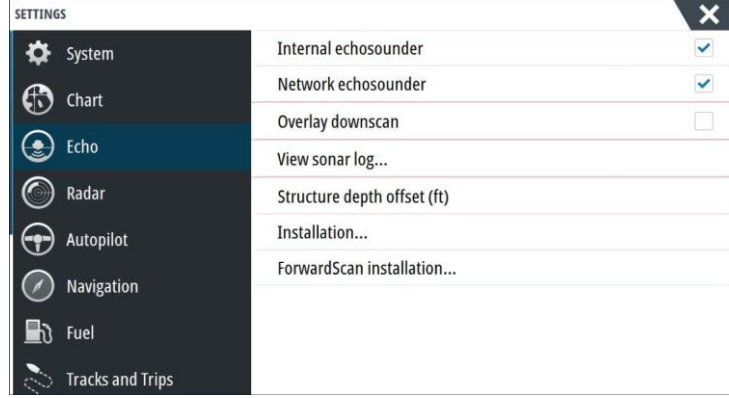 SETTINGS
System
Chart
Echo
Radar
Autopilot
Navigation
Fuel
Tracks and Trips
Internal echosounder
Network echosounder
Overlay downscan
View sonar log...
Structure depth offset (ft)
Installation...
ForwardScan installation...